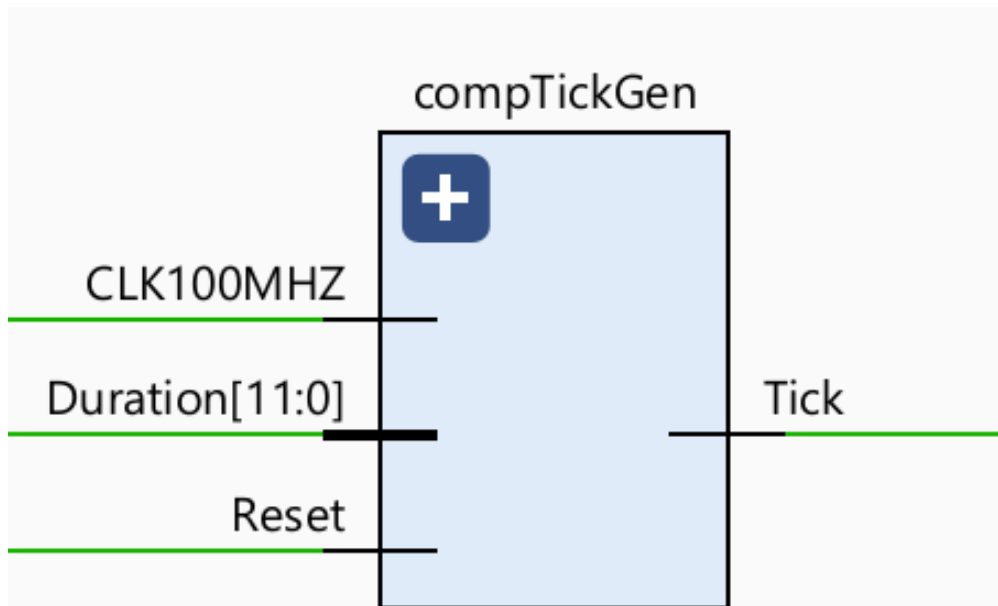 compTickGen
CLK100MHZ
Duration[11:0]
Tick
Reset